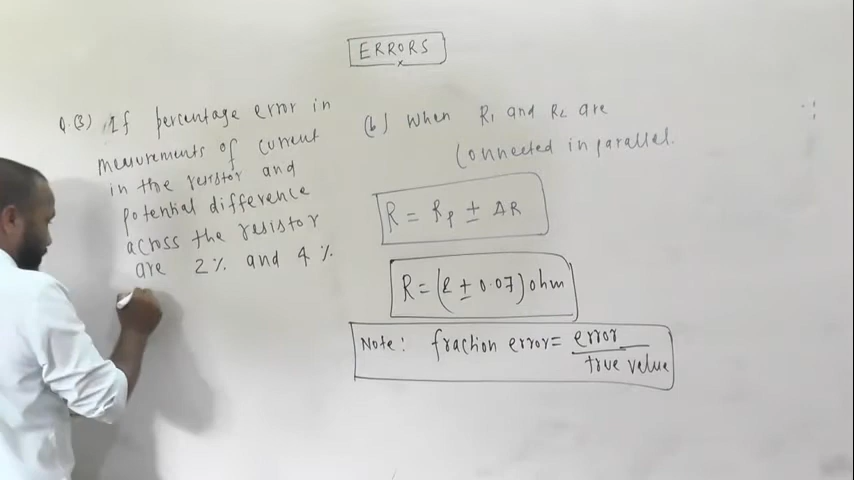 ERRORS
Q.(3) If percentage error in
measurements of current
in the resistor and
potential difference
across the resistor
are 2% and 4%
(b) When R₁ and R₂ are
connected in parallel.
R = Rp ± ΔR
R = (2 ± 0.07) ohm
Note: fraction error = error
true value